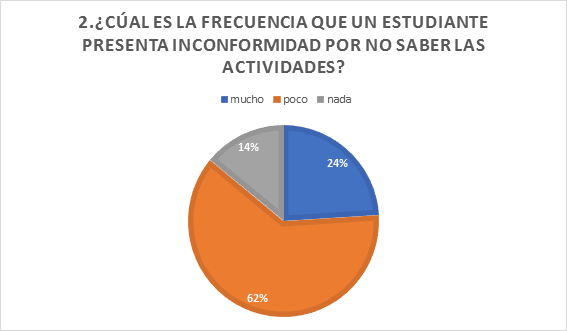 2.¿CÚAL ES LA FRECUENCIA QUE UN ESTUDIANTE
PRESENTA INCONFORMIDAD POR NO SABER LAS
ACTIVIDADES?
mucho poco nada
14%
24%
62%